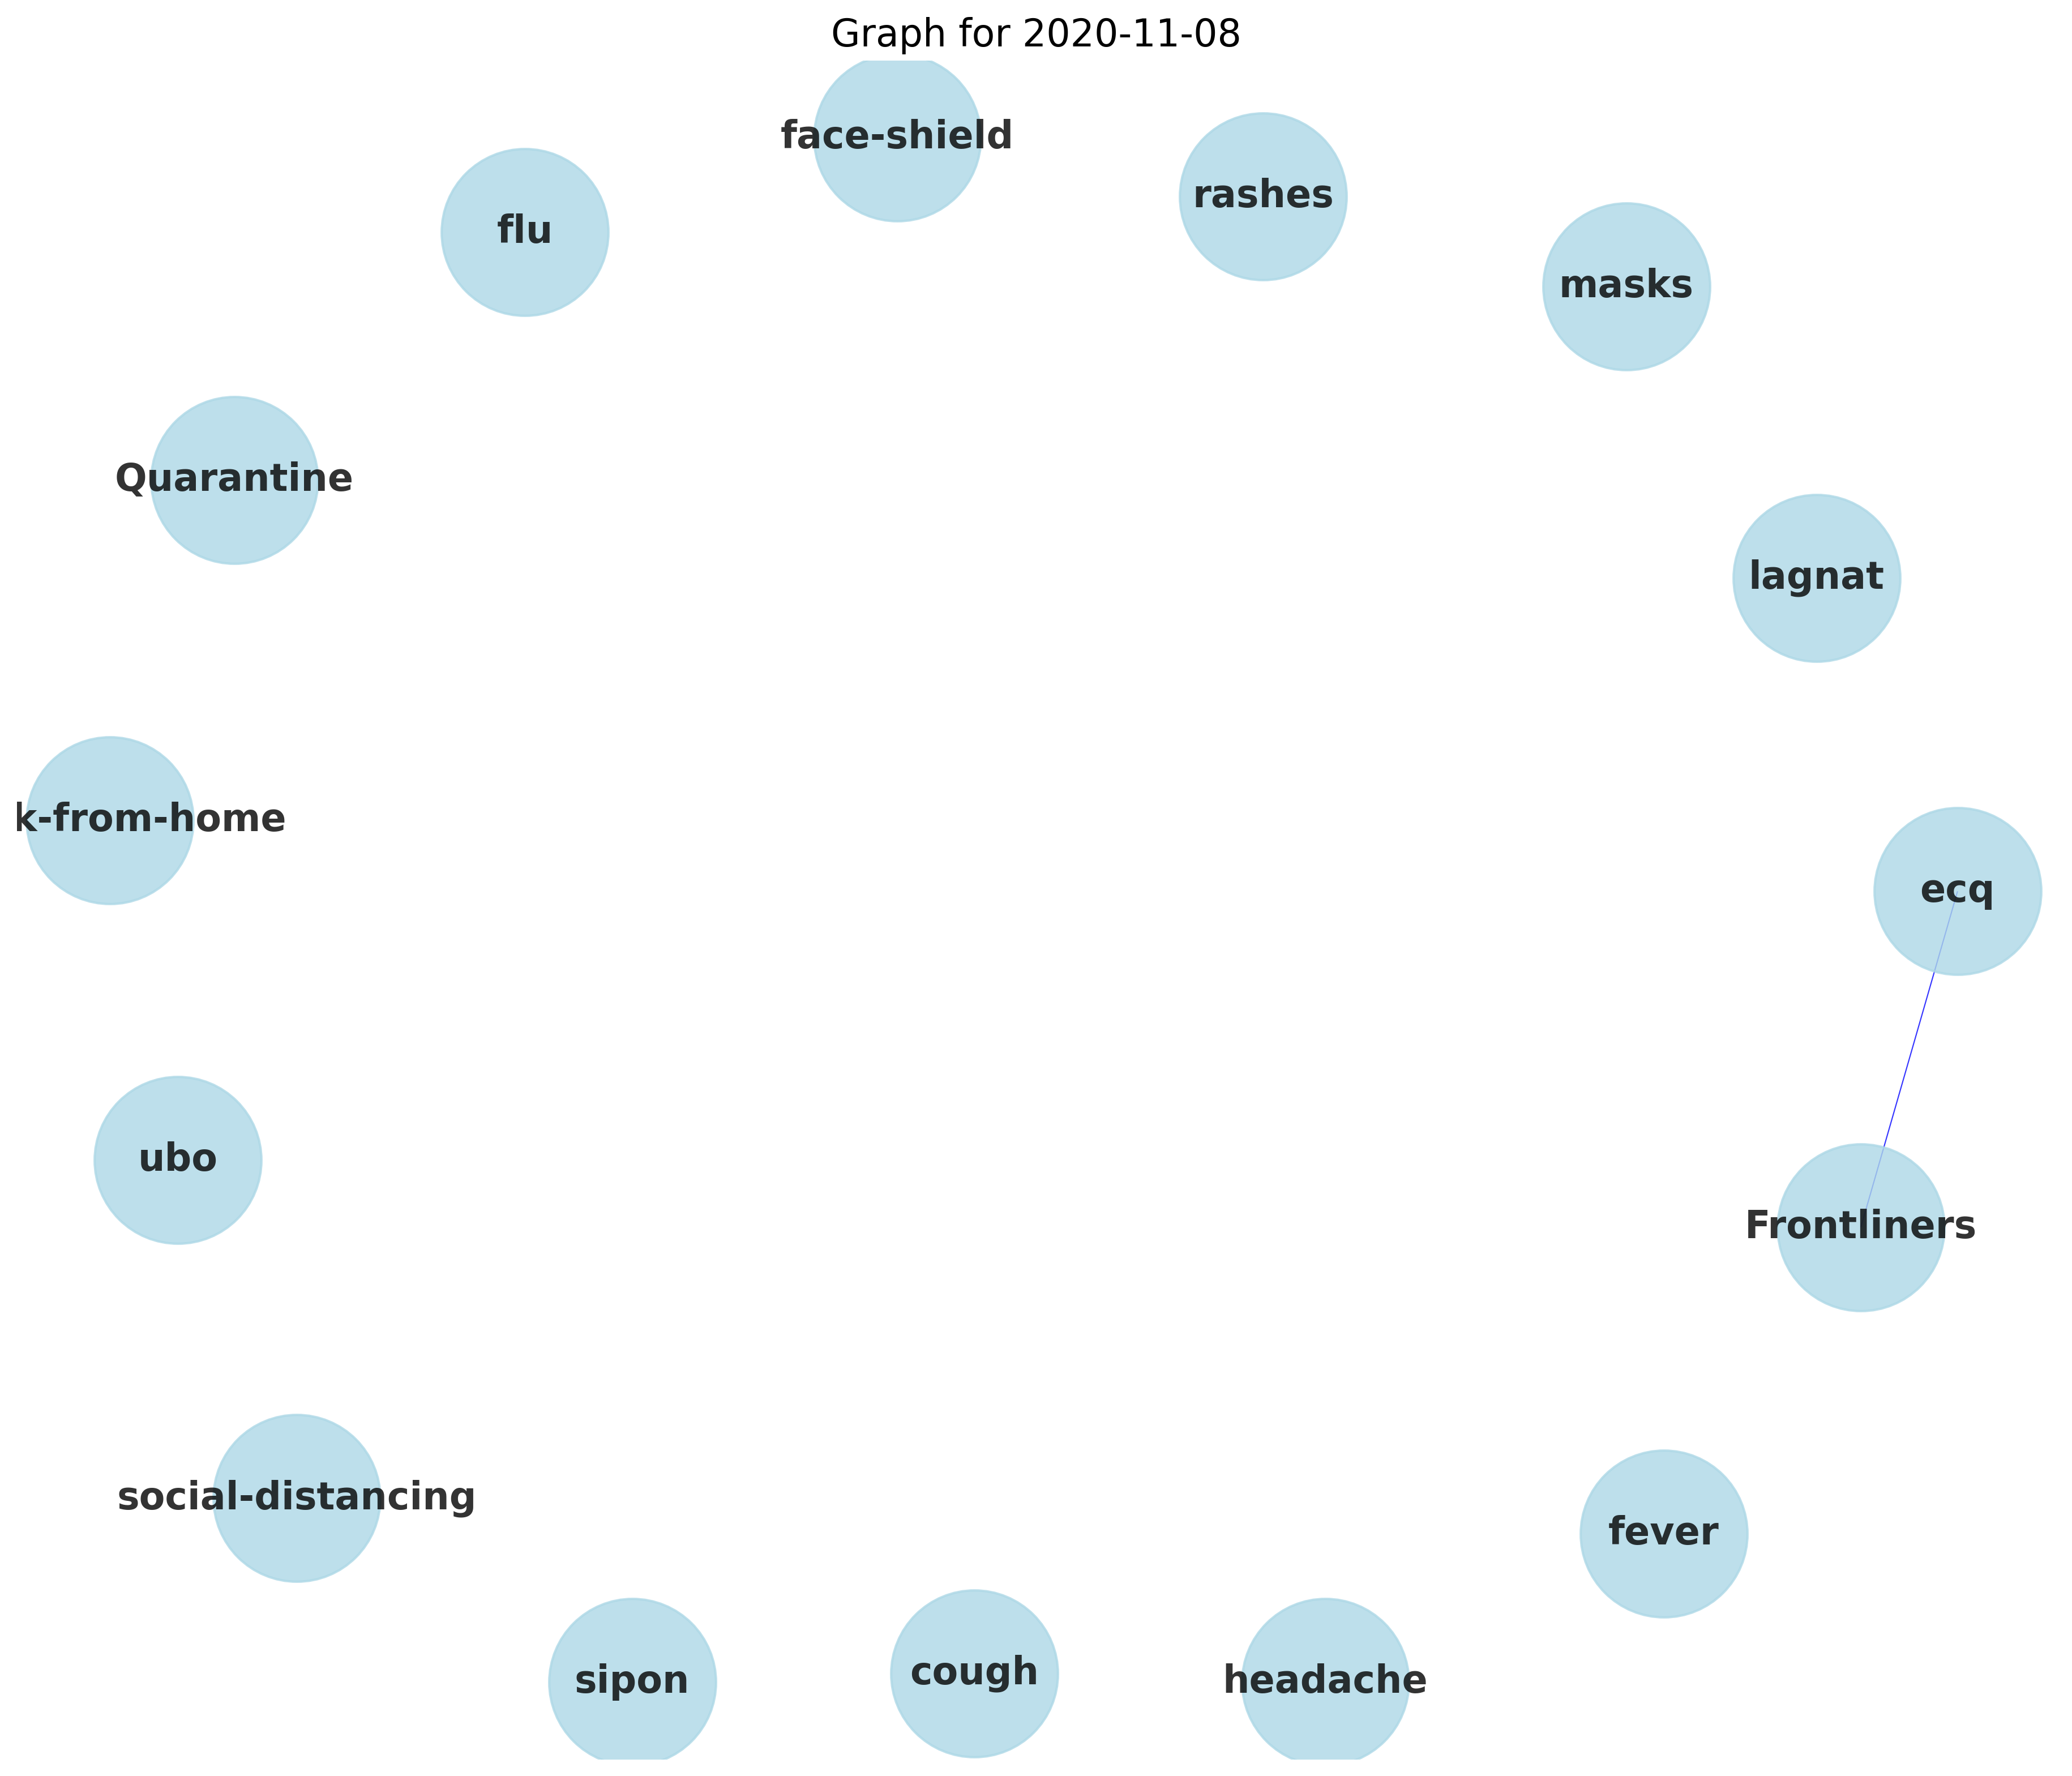 Graph for 2020-11-08
face-shield
rashes
flu
masks
Quarantine
lagnat
k-from-home
ecq
ubo
Frontliners
social-distancing
fever
cough
sipon
headache